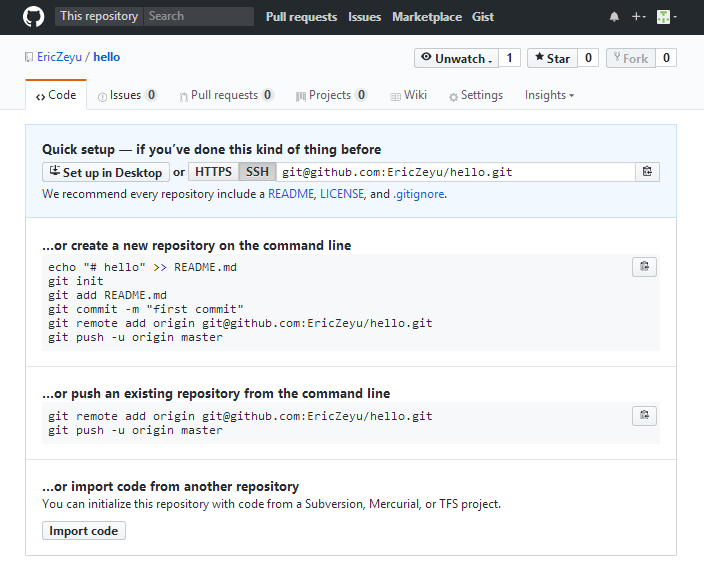 This repository Search Pull requests Issues Marketplace Gist
EricZeyu / hello Unwatch 1 Star 0 Fork 0
Code Issues 0 Pull requests 0 Projects 0 Wiki Settings Insights
Quick setup — if you’ve done this kind of thing before
Set up in Desktop or HTTPS SSH git@github.com:EricZeyu/hello.git
We recommend every repository include a README, LICENSE, and .gitignore.
…or create a new repository on the command line
echo "# hello" >> README.md
git init
git add README.md
git commit -m "first commit"
git remote add origin git@github.com:EricZeyu/hello.git
git push -u origin master
…or push an existing repository from the command line
git remote add origin git@github.com:EricZeyu/hello.git
git push -u origin master
…or import code from another repository
You can initialize this repository with code from a Subversion, Mercurial, or TFS project.
Import code